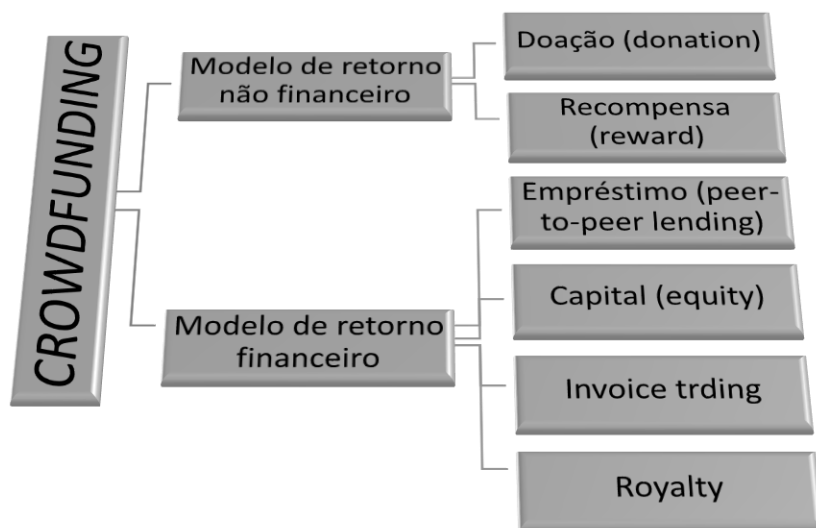 CROWDFUNDING
Modelo de retorno
não financeiro
Doação (donation)
Recompensa
(reward)
Modelo de retorno
financeiro
Empréstimo (peer-
to-peer lending)
Capital (equity)
Invoice trding
Royalty